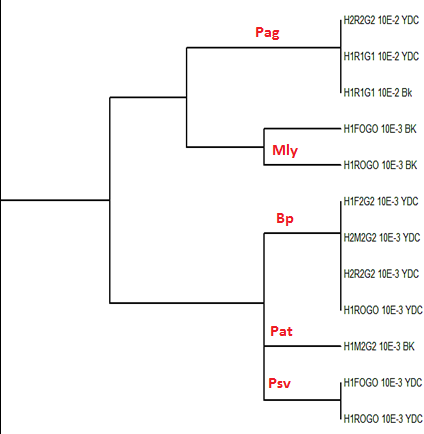 H2R2G2 10E-2 YDC
Pag
H1R1G1 10E-2 YDC
H1R1G1 10E-2 Bk
H1FOGO 10E-3 BK
Mly
H1ROGO 10E-3 BK
H1F2G2 10E-3 YDC
Bp
H2M2G2 10E-3 YDC
H2R2G2 10E-3 YDC
H1ROGO 10E-3 YDC
Pat
H1M2G2 10E-3 BK
Psv
H1FOGO 10E-3 YDC
H1ROGO 10E-3 YDC